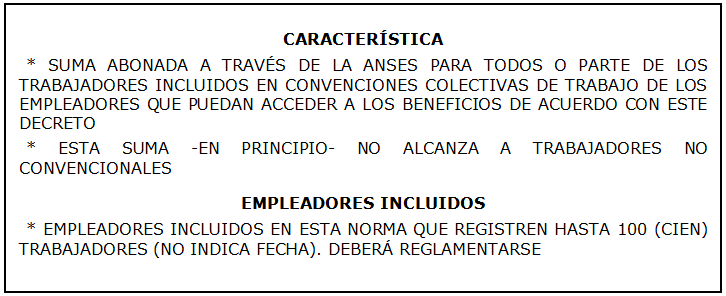 CARACTERÍSTICA
* SUMA ABONADA A TRAVÉS DE LA ANSES PARA TODOS O PARTE DE LOS
TRABAJADORES INCLUIDOS EN CONVENCIONES COLECTIVAS DE TRABAJO DE LOS
EMPLEADORES QUE PUEDAN ACCEDER A LOS BENEFICIOS DE ACUERDO CON ESTE
DECRETO
* ESTA SUMA -EN PRINCIPIO- NO ALCANZA A TRABAJADORES NO
CONVENCIONALES
EMPLEADORES INCLUIDOS
* EMPLEADORES INCLUIDOS EN ESTA NORMA QUE REGISTREN HASTA 100 (CIEN)
TRABAJADORES (NO INDICA FECHA). DEBERÁ REGLAMENTARSE